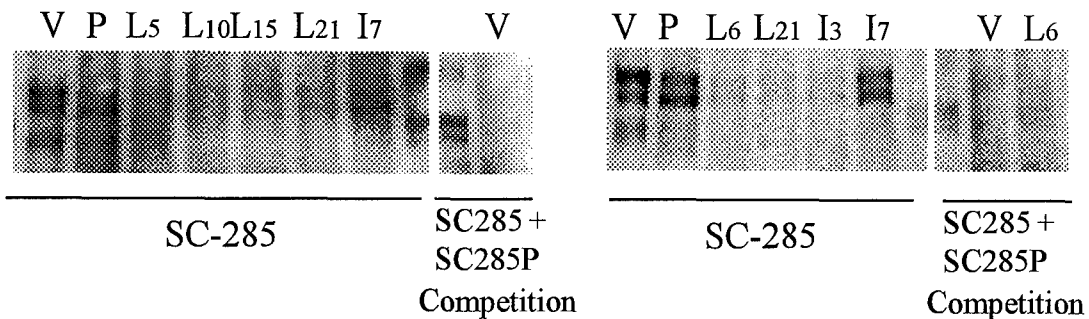 V P L5 L10 L15 L21 I7 V
V P L6 L21 I3 I7 V L6
SC-285
SC285 +
SC285P
Competition
SC-285
SC285 +
SC285P
Competition